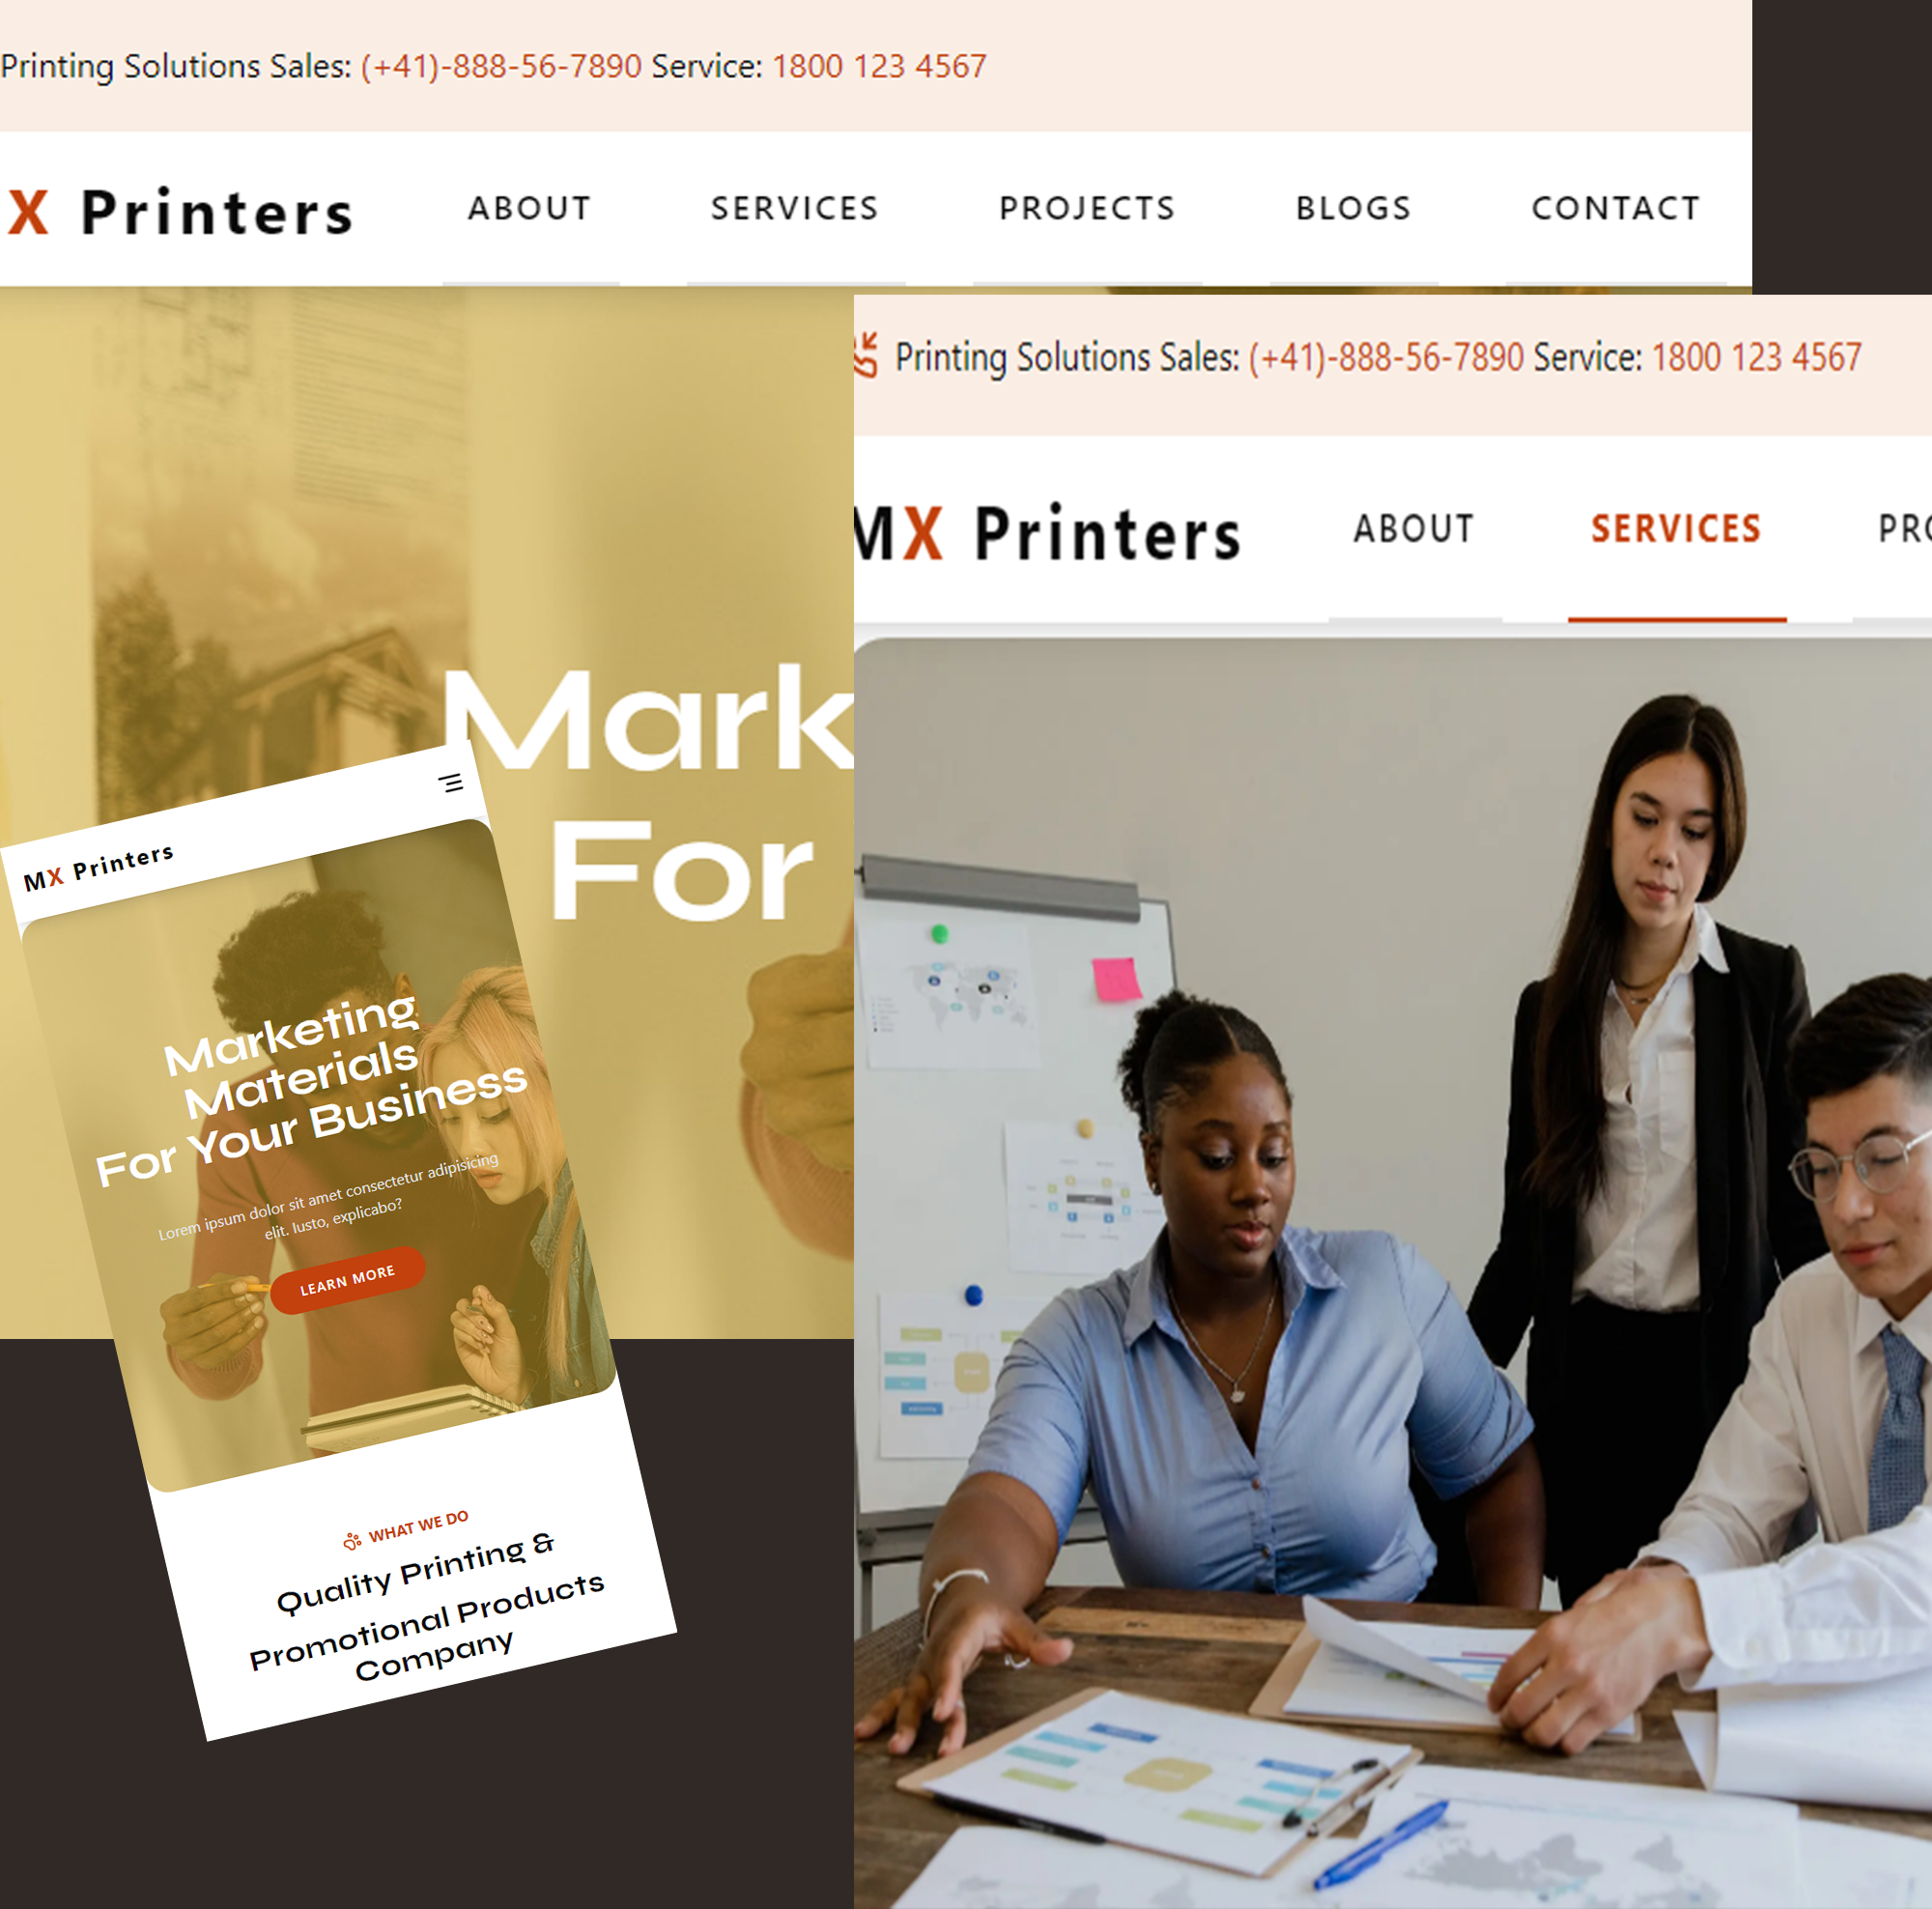 Printing Solutions Sales: (+41)-888-56-7890 Service: 1800 123 4567
X Printers ABOUT SERVICES PROJECTS BLOGS CONTACT
Mark
For
Printing Solutions Sales: (+41)-888-56-7890 Service: 1800 123 4567
MX Printers ABOUT SERVICES PRO
MX Printers
Marketing
Materials
For Your Business
Lorem ipsum dolor sit amet consectetur adipisicing
elit. Iusto, explicabo?
LEARN MORE
WHAT WE DO
Quality Printing &
Promotional Products
Company